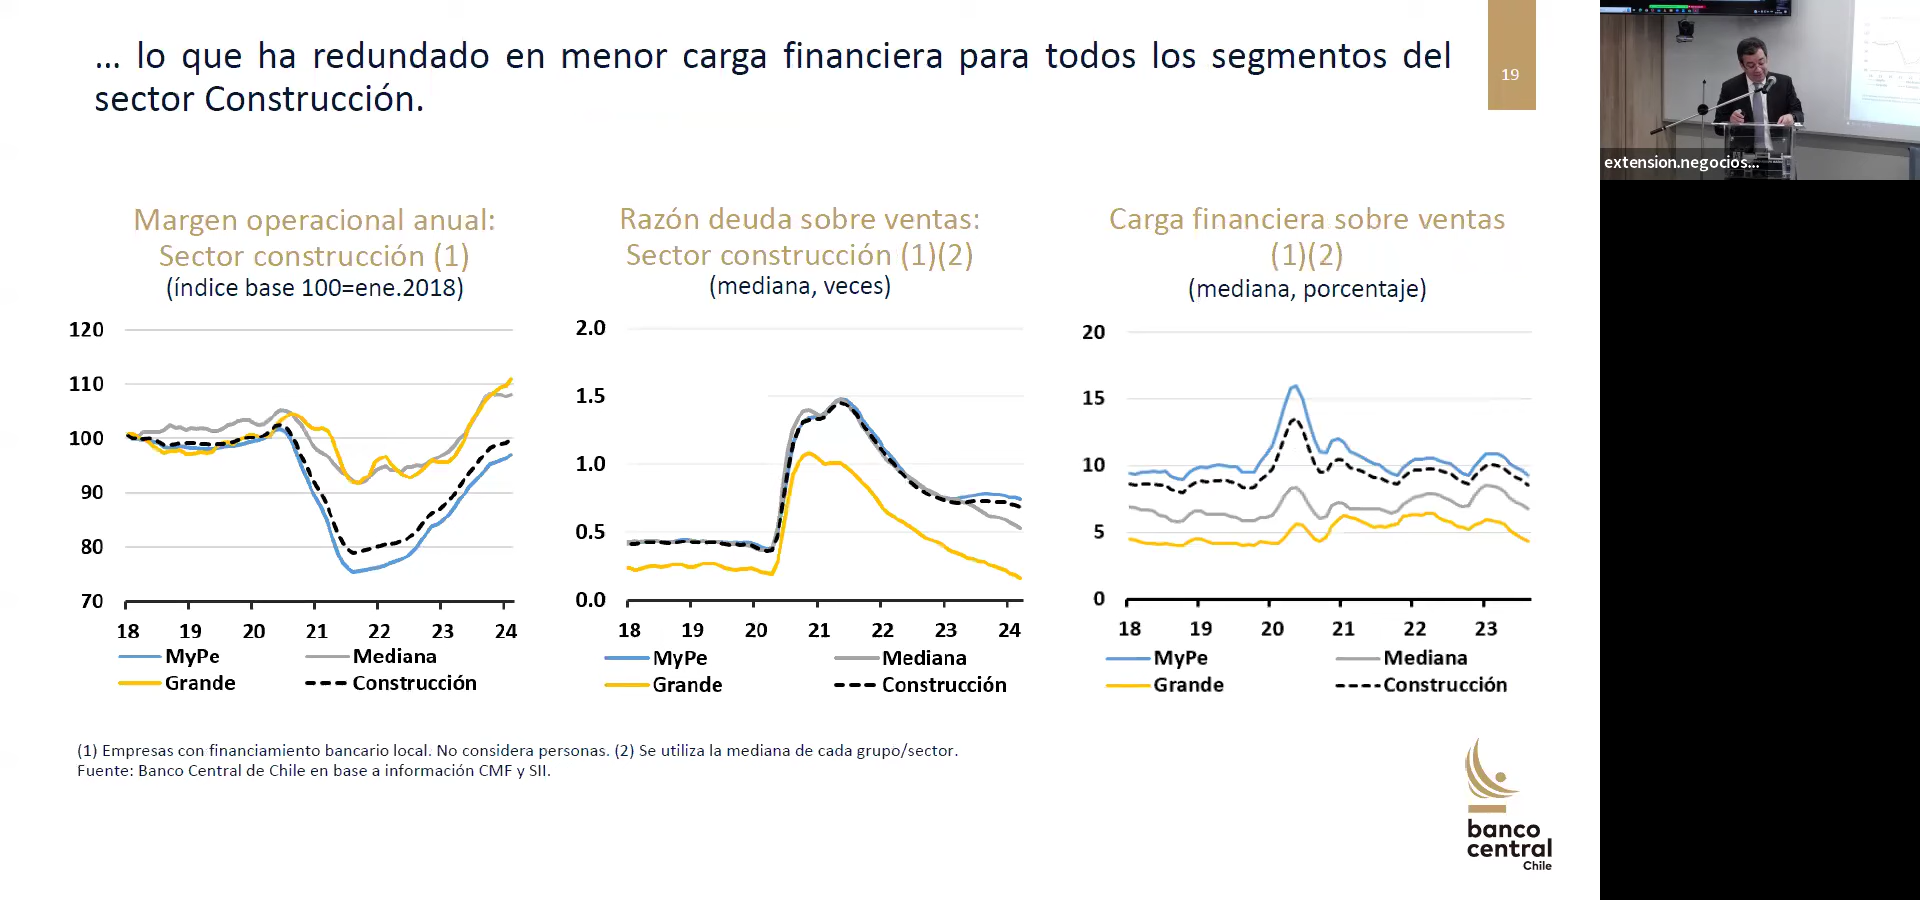 ... lo que ha redundado en menor carga financiera para todos los segmentos del
sector Construcción.
19
extension.negocios...
Margen operacional anual:
Sector construcción (1)
(índice base 100=ene.2018)
120
110
100
90
80
70
18 19 20 21 22 23 24
MyPe Mediana
Grande Construcción
Razón deuda sobre ventas:
Sector construcción (1)(2)
(mediana, veces)
2.0
1.5
1.0
0.5
0.0
18 19 20 21 22 23 24
MyPe Mediana
Grande Construcción
Carga financiera sobre ventas
(1)(2)
(mediana, porcentaje)
20
15
10
5
0
18 19 20 21 22 23
MyPe Mediana
Grande Construcción
(1) Empresas con financiamiento bancario local. No considera personas. (2) Se utiliza la mediana de cada grupo/sector.
Fuente: Banco Central de Chile en base a información CMF y SII.
banco
central
Chile